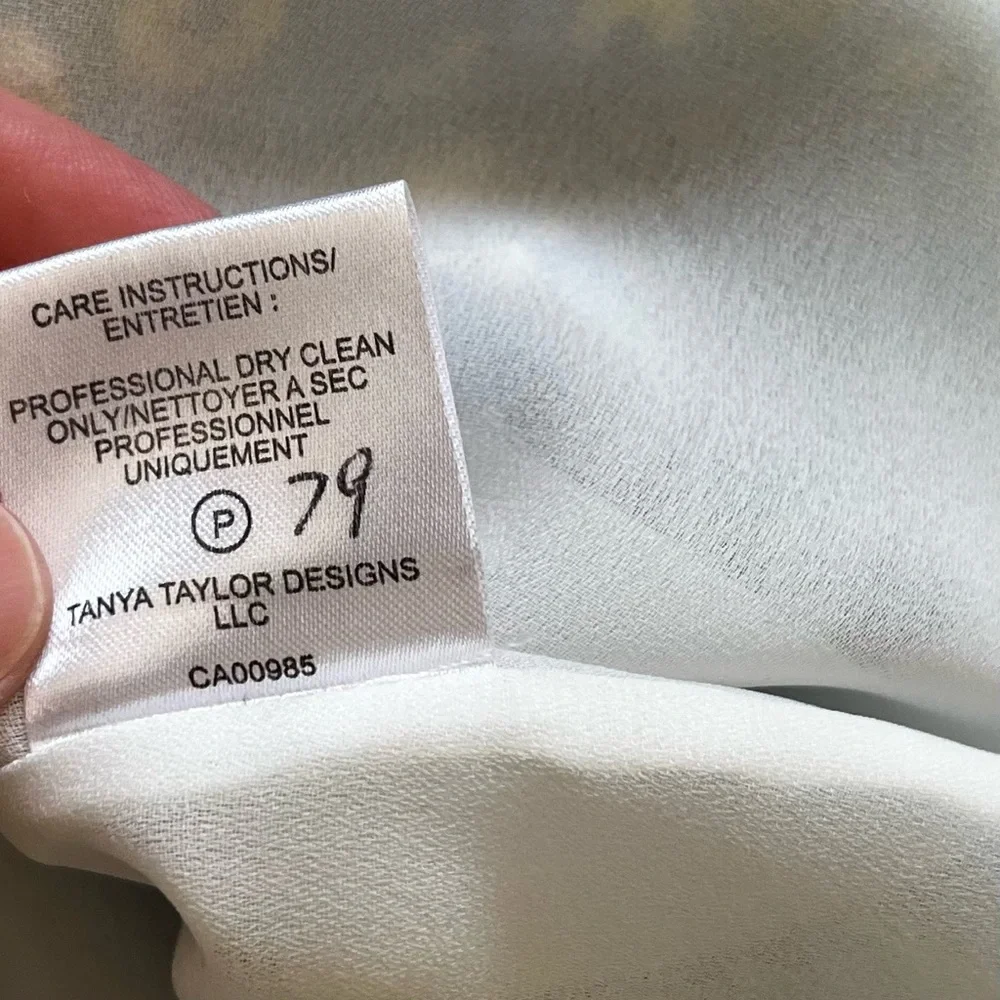 CARE INSTRUCTIONS/
ENTRETIEN :
PROFESSIONAL DRY CLEAN
ONLY/NETTOYER A SEC
PROFESSIONNEL
UNIQUEMENT
P 79
TANYA TAYLOR DESIGNS
LLC
CA00985